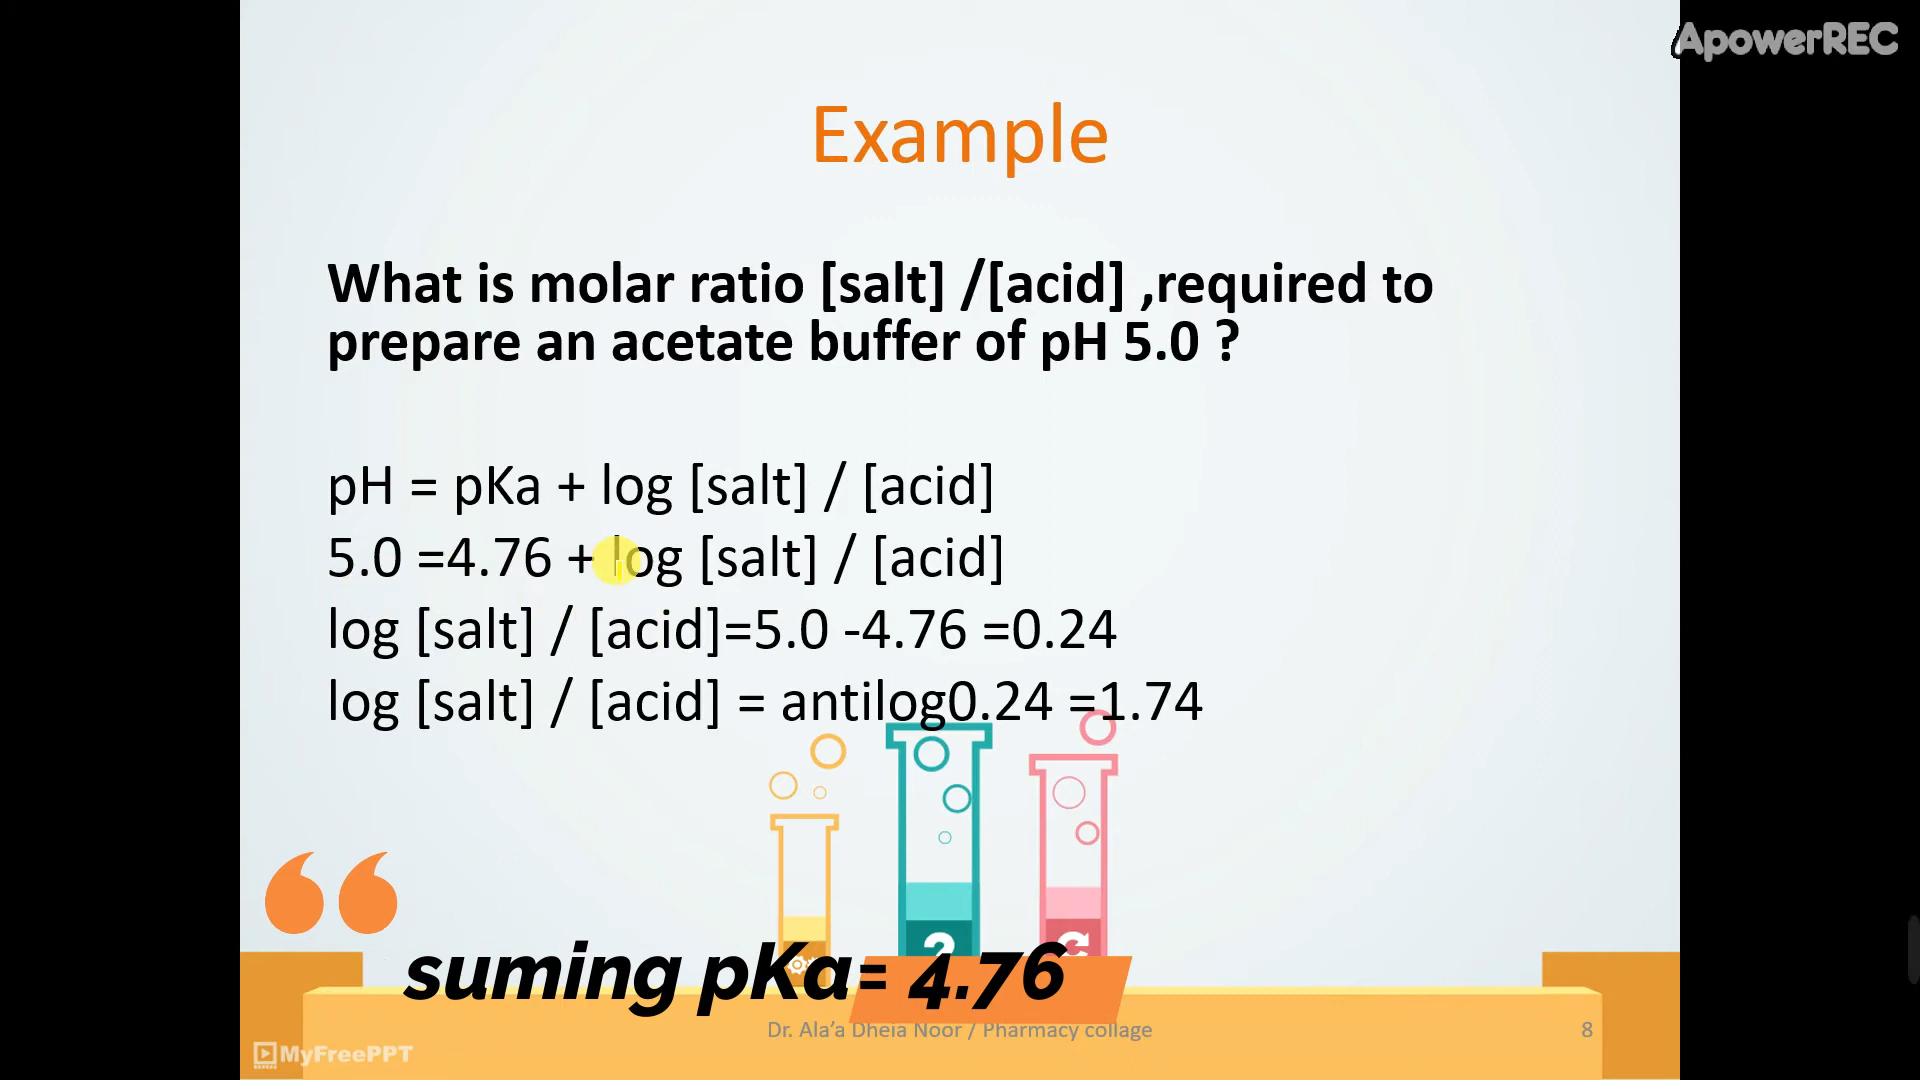 ApowerREC
Example
What is molar ratio [salt] /[acid] ,required to
prepare an acetate buffer of pH 5.0 ?
pH = pKa + log [salt] / [acid]
5.0 =4.76 + log [salt] / [acid]
log [salt] / [acid]=5.0 -4.76 =0.24
log [salt] / [acid] = antilog0.24 =1.74
suming pKa= 4.76
Dr. Ala’a Dheia Noor / Pharmacy collage
8
MyFreePPT